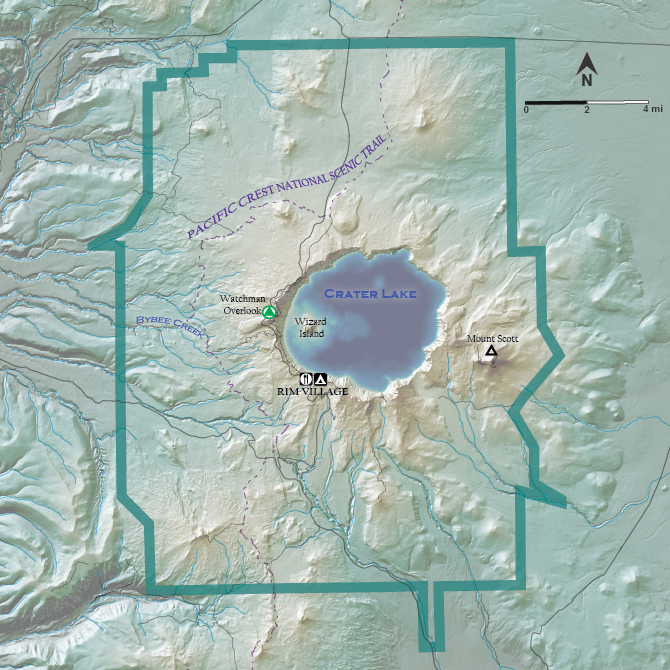 N
0 2 4 mi
PACIFIC CREST NATIONAL SCENIC TRAIL
CRATER LAKE
Watchman
Overlook
Wizard
Island
BYBEE CREEK
Mount Scott
RIM VILLAGE